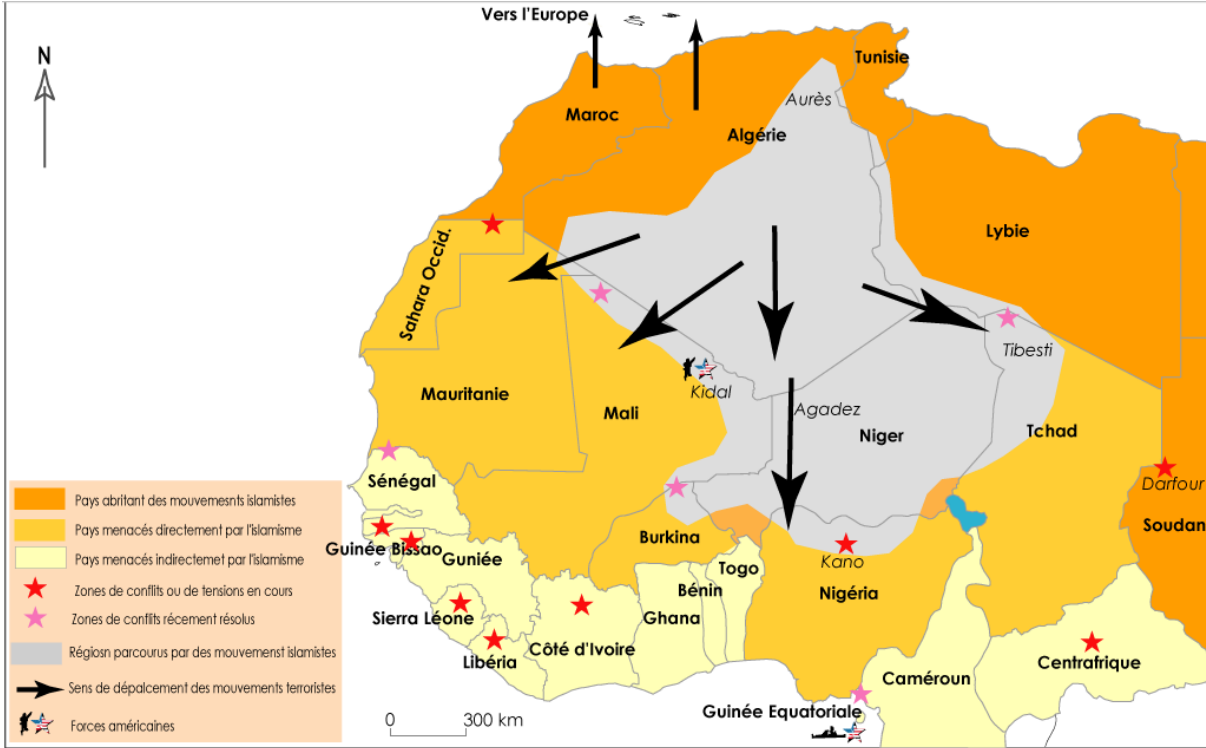 Vers l'Europe
N
Tunisie
Aurès
Maroc
Algérie
Lybie
Sahara Occid.
Tibesti
Mauritanie
Mali
Kidal
Agadez
Niger
Tchad
Sénégal
Darfour
Soudan
Guinée Bissao
Guniée
Burkina
Togo
Kano
Bénin
Nigéria
Sierra Léone
Ghana
Libéria
Côté d'Ivoire
Centrafrique
Caméroun
Guinée Equatoriale
0 300 km
Pays abritant des mouvemesnts islamistes
Pays menacés directement par l'islamisme
Pays menacés indirectemet par l'islamisme
Zones de conflits ou de tensions en cours
Zones de conflits récement résolus
Régiosn parcourus par des mouvemenst islamistes
Sens de dépalcement des mouvements terroristes
Forces américaines